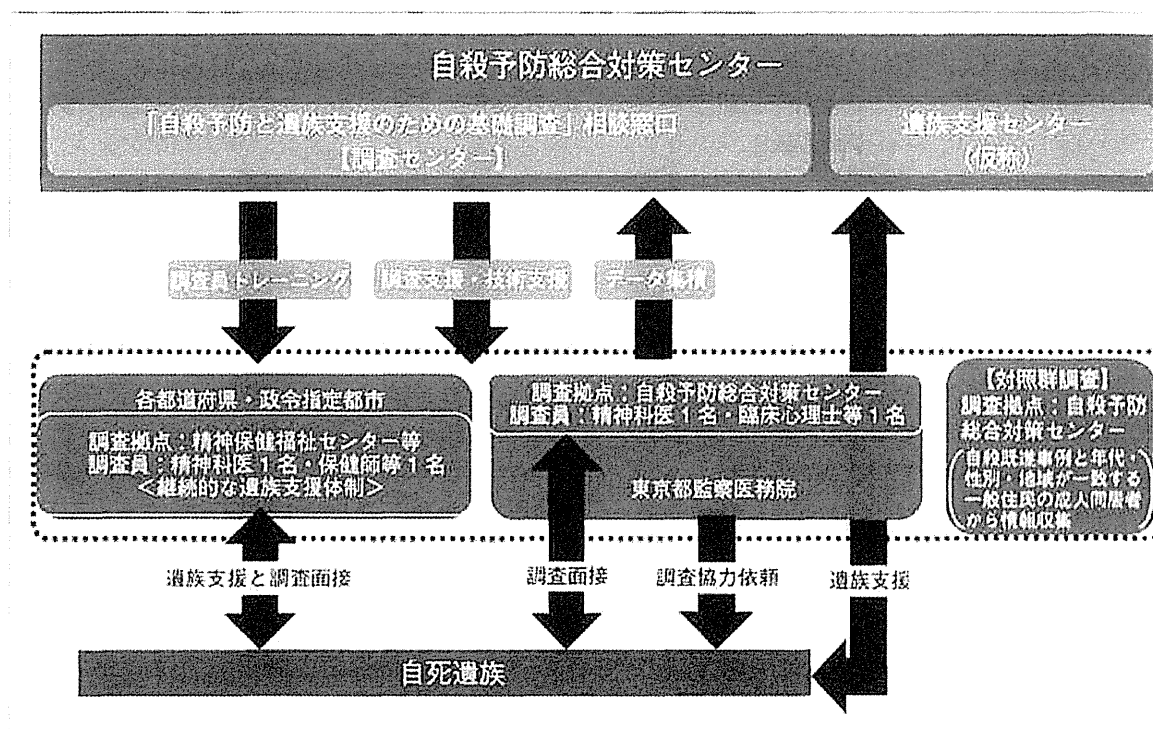 自殺予防総合対策センター
「自殺予防と遺族支援のための基礎調査」相談窓口
【調査センター】
遺族支援センター
(仮称)
調査員トレーニング
調査支援・技術支援
データ集積
各都道府県・政令指定都市
調査拠点：精神保健福祉センター等
調査員：精神科医1名・保健師等1名
＜継続的な遺族支援体制＞
調査拠点：自殺予防総合対策センター
調査員：精神科医1名・臨床心理士等1名
東京都監察医務院
【対照群調査】
調査拠点：自殺予防
総合対策センター
自殺既遂事例と年代・
性別・地域が一致する
一般住民の成人同居者
から情報収集
遺族支援と調査面接
調査面接
調査協力依頼
遺族支援
自死遺族